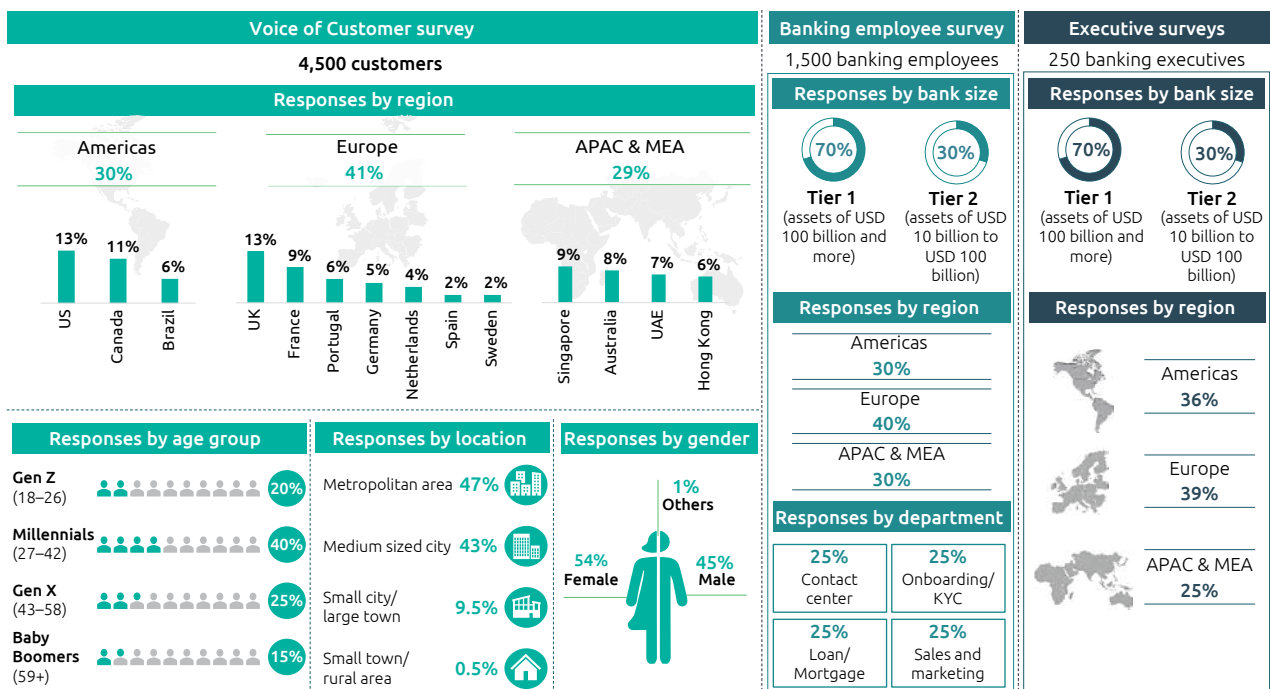 Voice of Customer survey
4,500 customers
Responses by region
Americas
30%
Europe
41%
APAC & MEA
29%
13%
11%
6%
US
Canada
Brazil
13%
9%
6%
5%
4%
2%
2%
UK
France
Portugal
Germany
Netherlands
Spain
Sweden
9%
8%
7%
6%
Singapore
Australia
UAE
Hong Kong
Responses by age group
Gen Z
(18–26)
20%
Millennials
(27–42)
40%
Gen X
(43–58)
25%
Baby
Boomers
(59+)
15%
Responses by location
Metropolitan area 47%
Medium sized city 43%
Small city/
large town
9.5%
Small town/
rural area
0.5%
Responses by gender
1%
Others
54%
Female
45%
Male
Banking employee survey
1,500 banking employees
Responses by bank size
70%
Tier 1
(assets of USD
100 billion and
more)
30%
Tier 2
(assets of USD
10 billion to
USD 100
billion)
Responses by region
Americas
30%
Europe
40%
APAC & MEA
30%
Responses by department
25%
Contact
center
25%
Onboarding/
KYC
25%
Loan/
Mortgage
25%
Sales and
marketing
Executive surveys
250 banking executives
Responses by bank size
70%
Tier 1
(assets of USD
100 billion and
more)
30%
Tier 2
(assets of USD
10 billion to
USD 100
billion)
Responses by region
Americas
36%
Europe
39%
APAC & MEA
25%